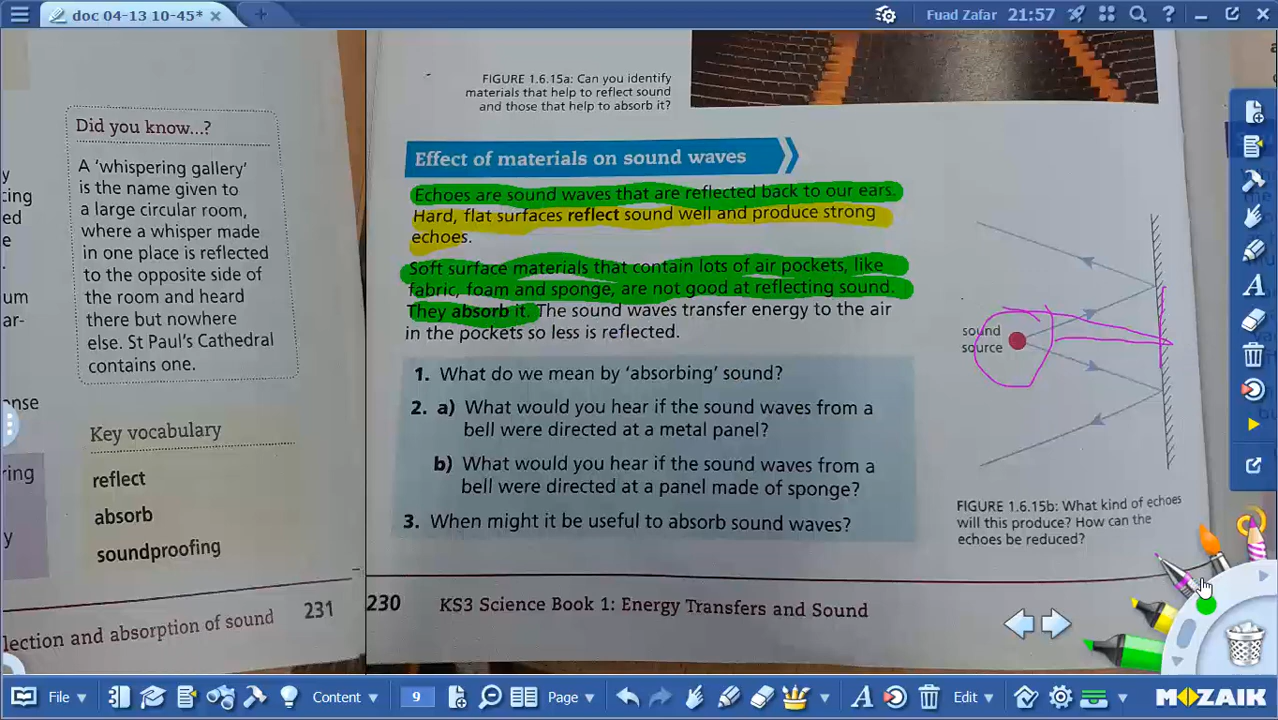 doc 04-13 10-45*
Fuad Zafar 21:57
Did you know...?
A 'whispering gallery'
is the name given to
a large circular room,
where a whisper made
in one place is reflected
to the opposite side of
the room and heard
there but nowhere
else. St Paul's Cathedral
contains one.
Key vocabulary
reflect
absorb
soundproofing
lection and absorption of sound 231
FIGURE 1.6.15a: Can you identify
materials that help to reflect sound
and those that help to absorb it?
Effect of materials on sound waves
Echoes are sound waves that are reflected back to our ears.
Hard, flat surfaces reflect sound well and produce strong
echoes.
Soft surface materials that contain lots of air pockets, like
fabric, foam and sponge, are not good at reflecting sound.
They absorb it. The sound waves transfer energy to the air
in the pockets so less is reflected.
1. What do we mean by 'absorbing' sound?
2. a) What would you hear if the sound waves from a
bell were directed at a metal panel?
b) What would you hear if the sound waves from a
bell were directed at a panel made of sponge?
3. When might it be useful to absorb sound waves?
sound
source
FIGURE 1.6.15b: What kind of echoes
will this produce? How can the
echoes be reduced?
230 KS3 Science Book 1: Energy Transfers and Sound
File Content 9 Page Edit MOZAIK